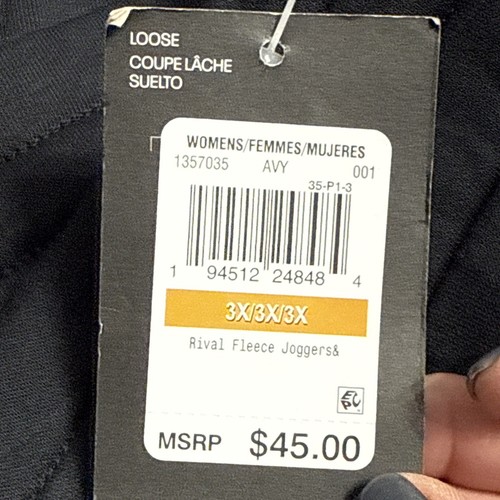 LOOSE
COUPE LÂCHE
SUELTO
WOMENS/FEMMES/MUJERES
1357035 AVY 001
35-P1-3
1 94512 24848 4
3X/3X/3X
Rival Fleece Joggers&
MSRP $45.00